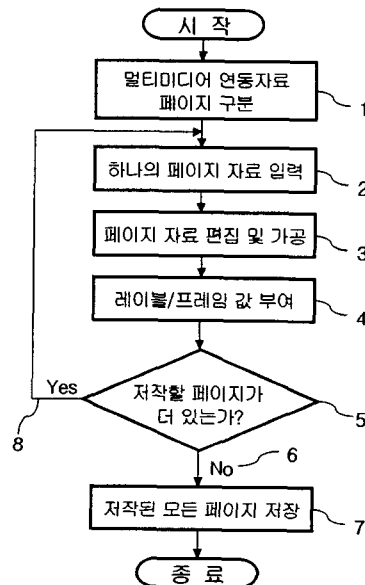 시 작
멀티미디어 연동자료
페이지 구분
1
하나의 페이지 자료 입력
2
페이지 자료 편집 및 가공
3
레이블/프레임 값 부여
4
저작할 페이지가
더 있는가?
5
Yes
8
No
6
저작된 모든 페이지 저장
7
종 료